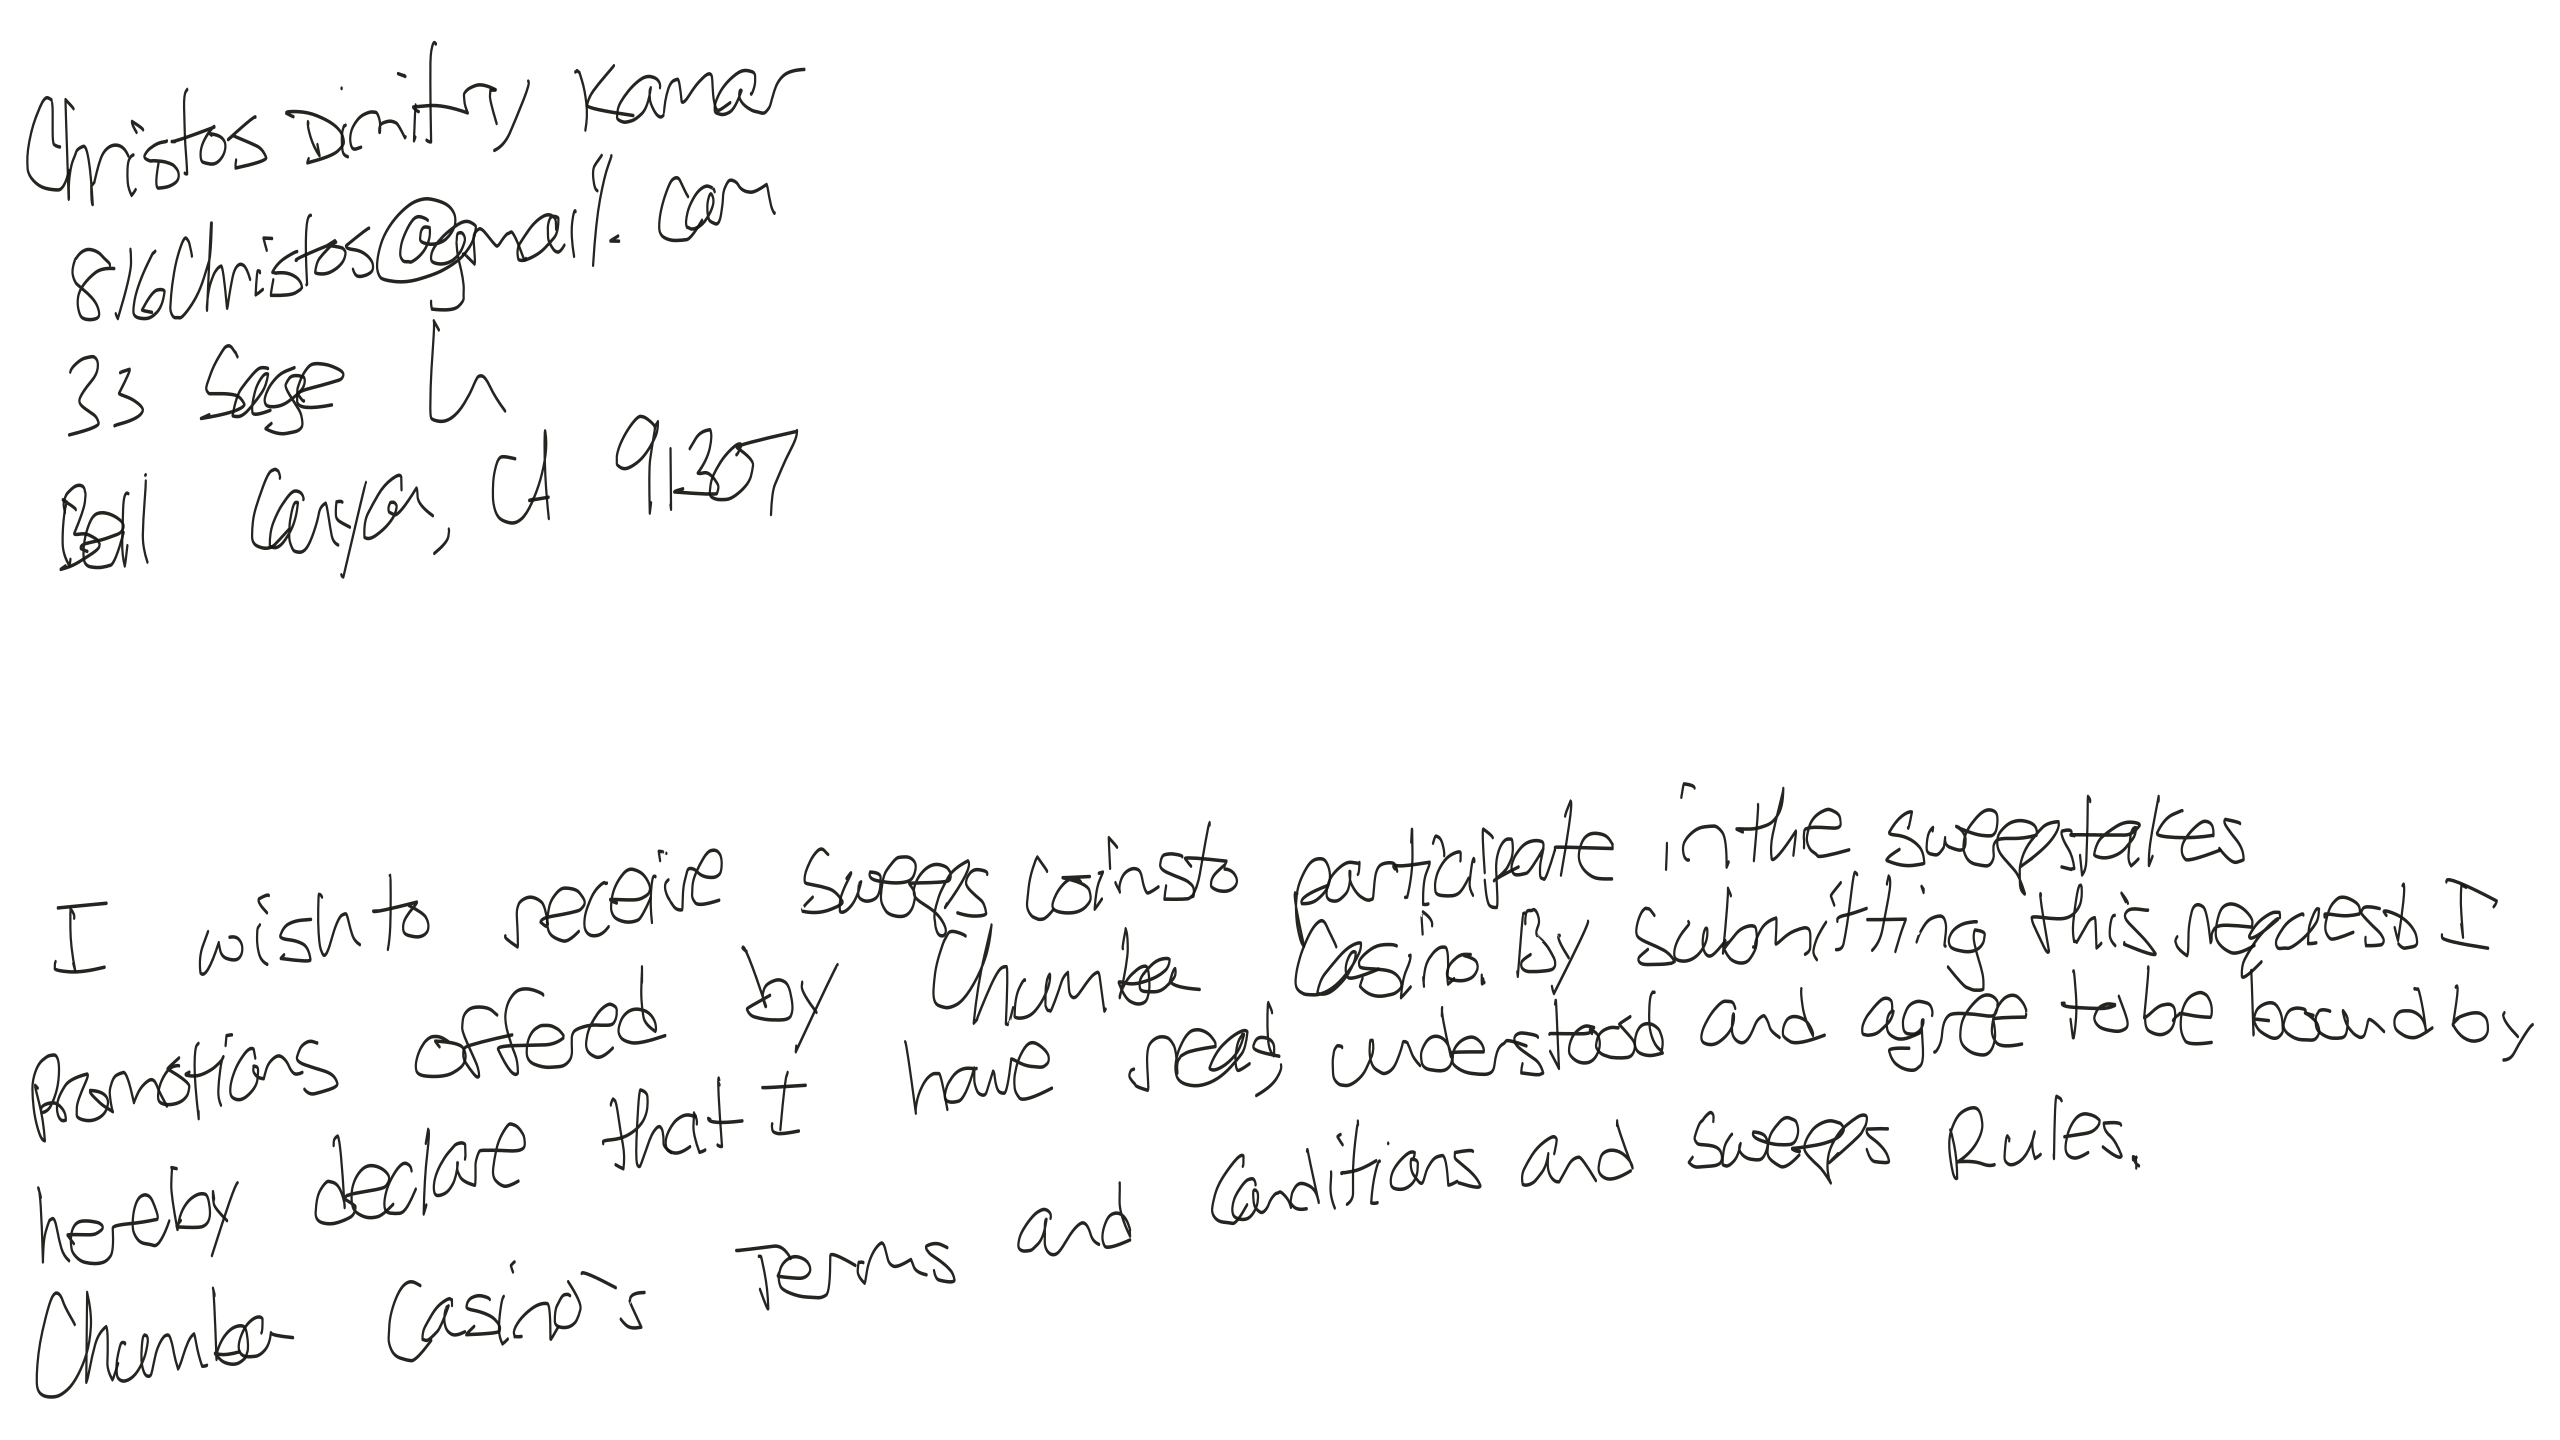 Christos Dimitry Kamar
816Christos@gmail.com
33 Sage Ln
Bell Canyon, CA 91307
I wish to receive sweeps coins to participate in the sweepstakes
promotions offered by Chumba Casino. By submitting this request I
hereby declare that I have read, understood and agree to be bound by
Chumba Casino's Terms and Conditions and Sweeps Rules.